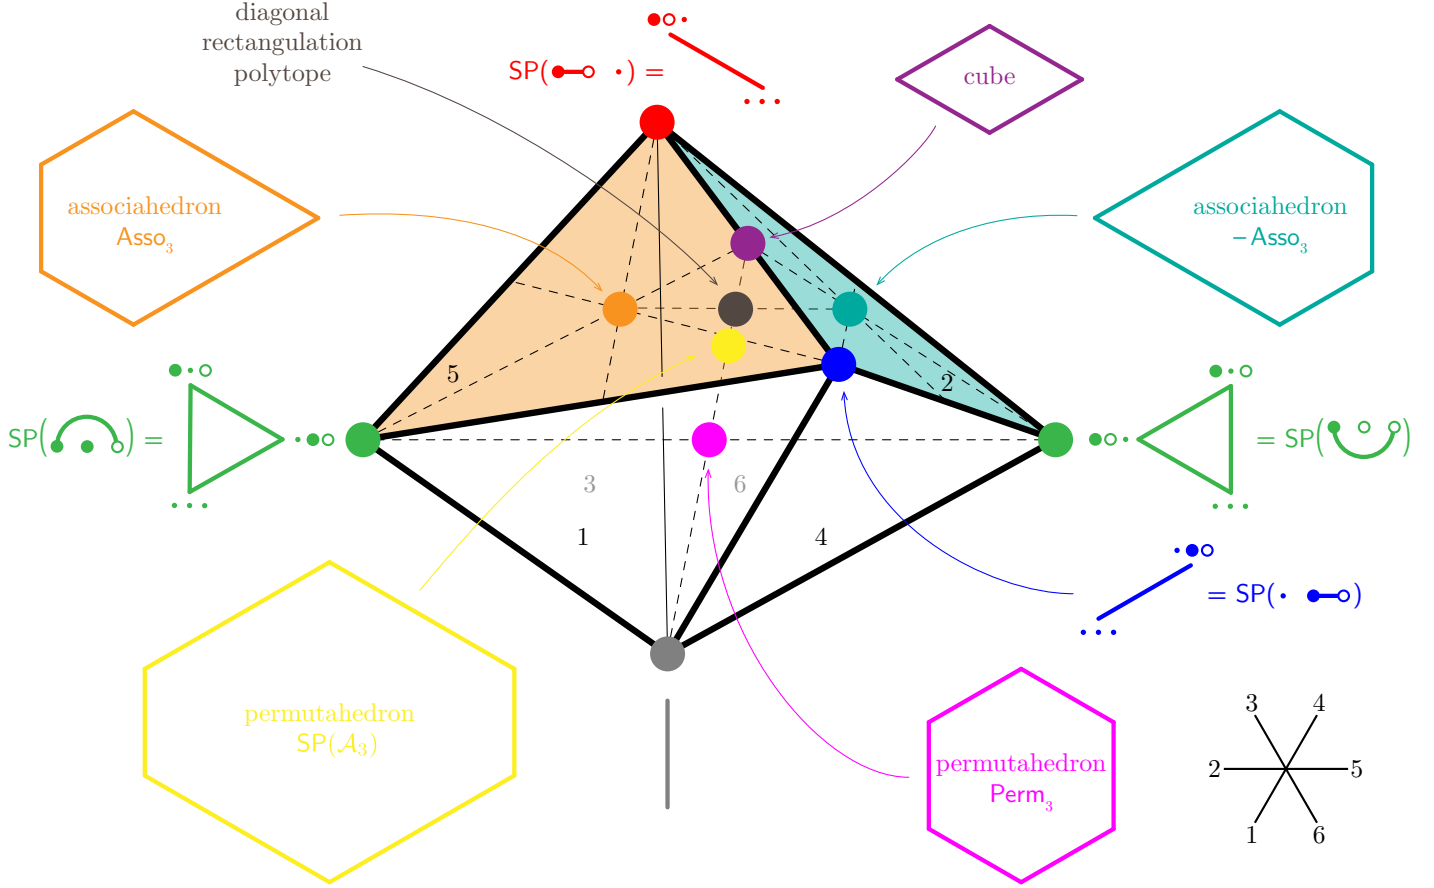 diagonal
rectangulation
polytope
SP( ) =
cube
associahedron
Asso₃
associahedron
−Asso₃
5
2
SP( ) =
= SP( )
3
6
1
4
= SP( )
permutahedron
SP(𝒜₃)
permutahedron
Perm₃
3 4
2 5
1 6